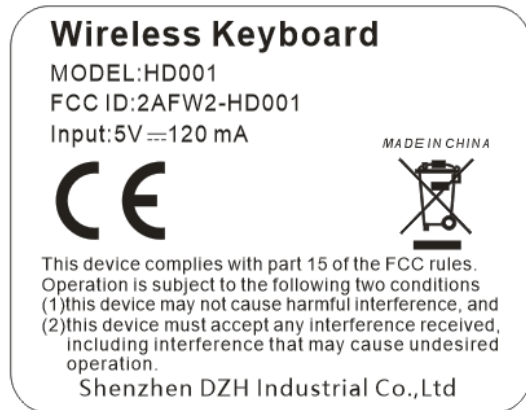 Wireless Keyboard
MODEL:HD001
FCC ID:2AFW2-HD001
Input:5V⎓120 mA
MADE IN CHINA
CE
This device complies with part 15 of the FCC rules.
Operation is subject to the following two conditions
(1)this device may not cause harmful interference, and
(2)this device must accept any interference received,
including interference that may cause undesired
operation.
Shenzhen DZH Industrial Co.,Ltd